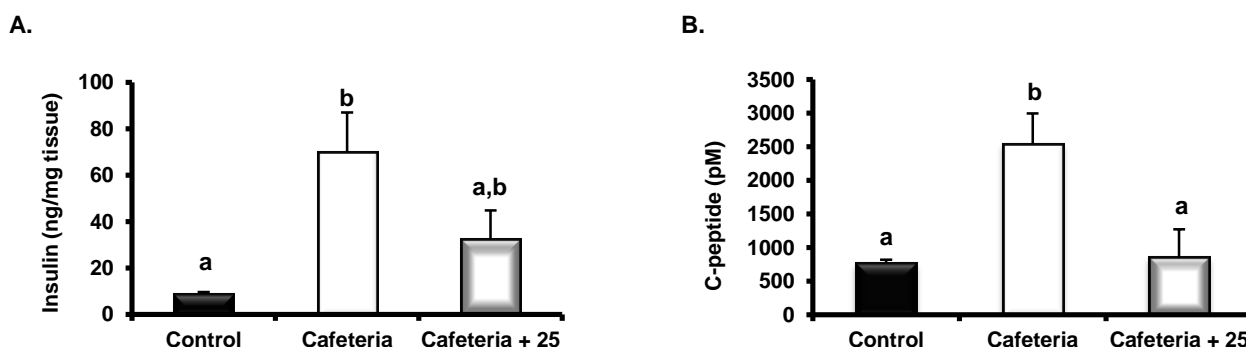 A.
Insulin (ng/mg tissue)
100
80
60
40
20
0
a
b
a,b
Control
Cafeteria
Cafeteria + 25
B.
C-peptide (pM)
3500
3000
2500
2000
1500
1000
500
0
a
b
a
Control
Cafeteria
Cafeteria + 25